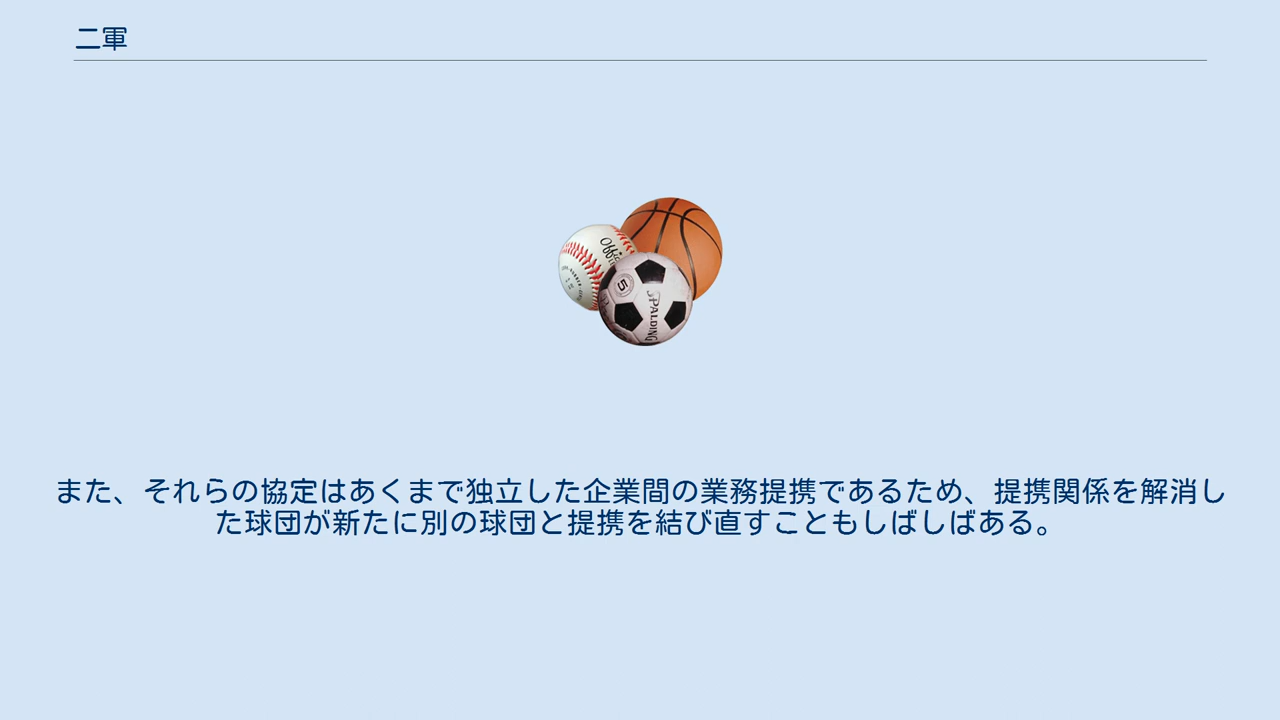 二軍
Offic
5
SPALDING
また、それらの協定はあくまで独立した企業間の業務提携であるため、提携関係を解消し
た球団が新たに別の球団と提携を結び直すこともしばしばある。